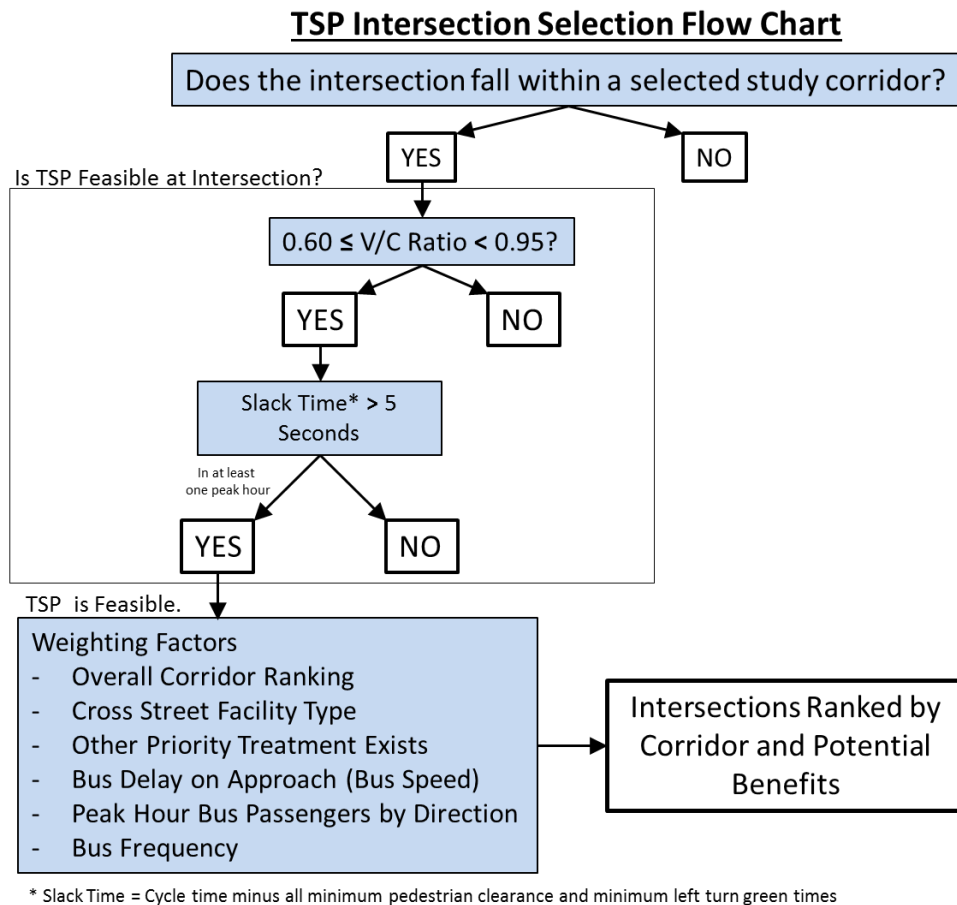 TSP Intersection Selection Flow Chart
Does the intersection fall within a selected study corridor?
YES
NO
Is TSP Feasible at Intersection?
0.60 ≤ V/C Ratio < 0.95?
YES
NO
Slack Time* > 5
Seconds
In at least
one peak hour
YES
NO
TSP is Feasible.
Weighting Factors
- Overall Corridor Ranking
- Cross Street Facility Type
- Other Priority Treatment Exists
- Bus Delay on Approach (Bus Speed)
- Peak Hour Bus Passengers by Direction
- Bus Frequency
Intersections Ranked by
Corridor and Potential
Benefits
* Slack Time = Cycle time minus all minimum pedestrian clearance and minimum left turn green times